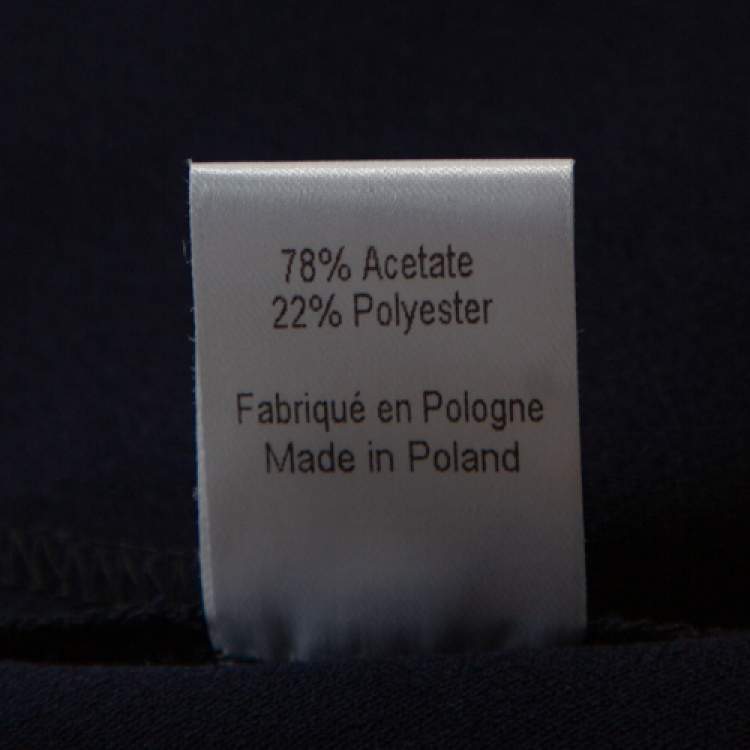 78% Acetate
22% Polyester
Fabriqué en Pologne
Made in Poland